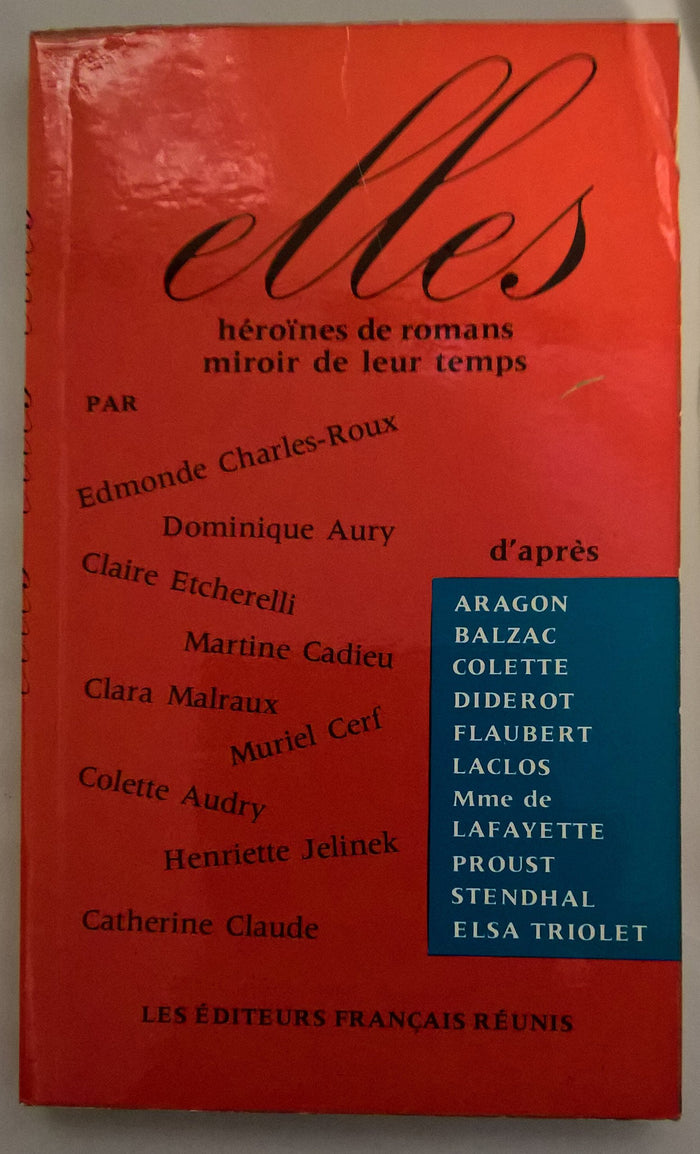 elles
héroïnes de romans
miroir de leur temps
PAR
Edmonde Charles-Roux
Dominique Aury
Claire Etcherelli
Martine Cadieu
Clara Malraux
Muriel Cerf
Colette Audry
Henriette Jelinek
Catherine Claude
d'après
ARAGON
BALZAC
COLETTE
DIDEROT
FLAUBERT
LACLOS
Mme de
LAFAYETTE
PROUST
STENDHAL
ELSA TRIOLET
LES ÉDITEURS FRANÇAIS RÉUNIS